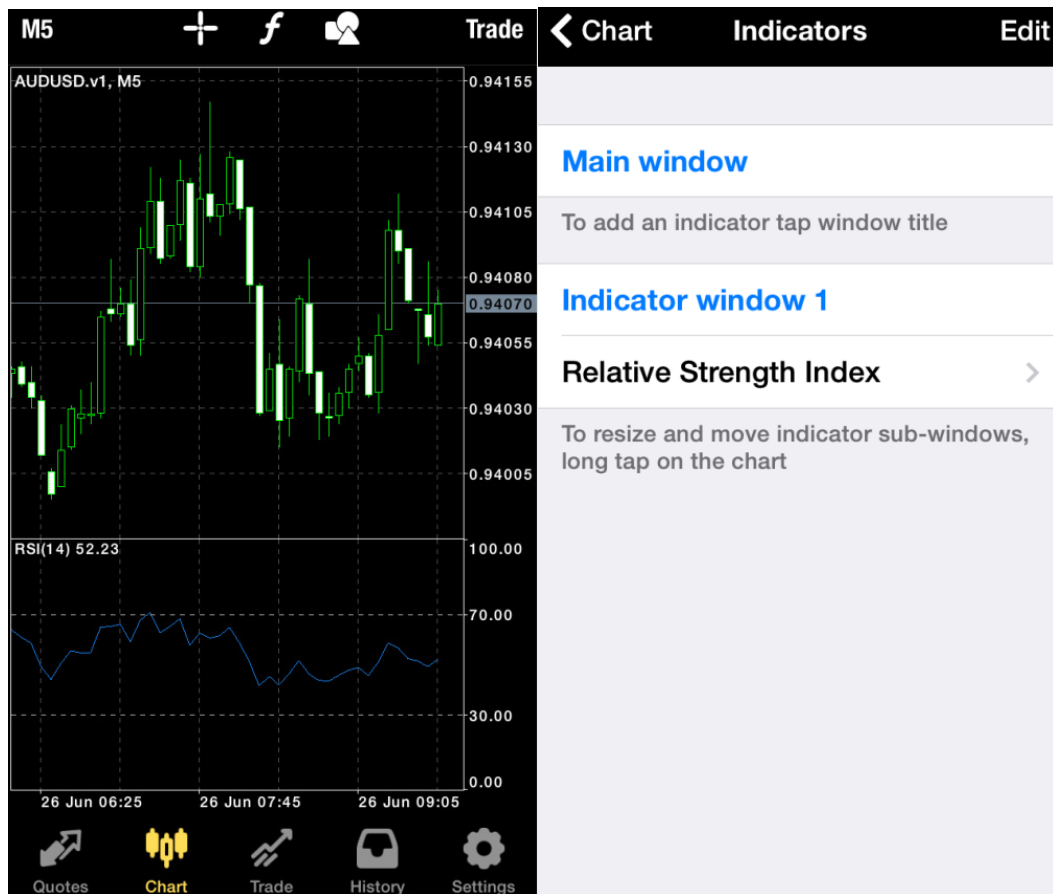 M5
f
Trade
AUDUSD.v1, M5
0.94155
0.94130
0.94105
0.94080
0.94070
0.94055
0.94030
0.94005
RSI(14) 52.23
100.00
70.00
30.00
0.00
26 Jun 06:25
26 Jun 07:45
26 Jun 09:05
Quotes
Chart
Trade
History
Settings
Chart
Indicators
Edit
Main window
To add an indicator tap window title
Indicator window 1
Relative Strength Index
To resize and move indicator sub-windows,
long tap on the chart